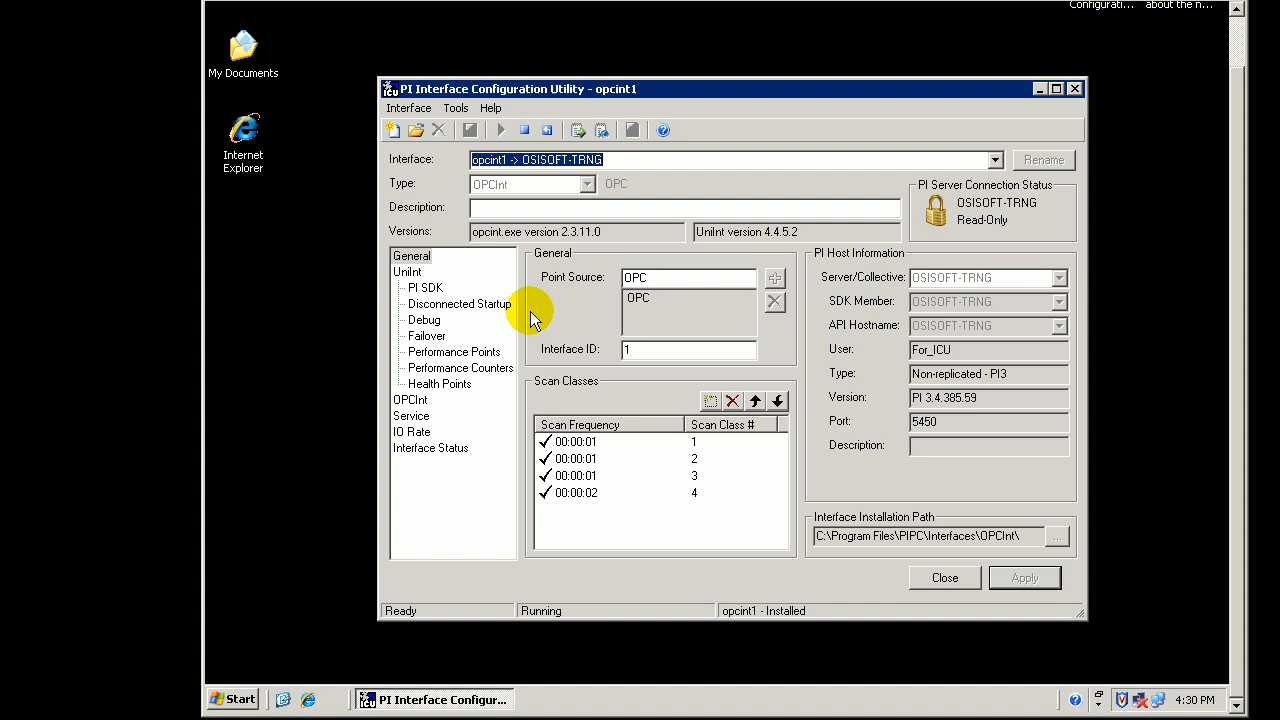 Configurati... about the n...
My Documents
Internet
Explorer
ICU PI Interface Configuration Utility - opcint1
Interface Tools Help
Interface: opcint1 -> OSISOFT-TRNG Rename
Type: OPCInt OPC
Description:
Versions: opcint.exe version 2.3.11.0 UniInt version 4.4.5.2
PI Server Connection Status
OSISOFT-TRNG
Read-Only
General
UniInt
PI SDK
Disconnected Startup
Debug
Failover
Performance Points
Performance Counters
Health Points
OPCInt
Service
IO Rate
Interface Status
General
Point Source: OPC
OPC
Interface ID: 1
Scan Classes
Scan Frequency Scan Class #
00:00:01 1
00:00:01 2
00:00:01 3
00:00:02 4
PI Host Information
Server/Collective: OSISOFT-TRNG
SDK Member: OSISOFT-TRNG
API Hostname: OSISOFT-TRNG
User: For_ICU
Type: Non-replicated - PI3
Version: PI 3.4.385.59
Port: 5450
Description:
Interface Installation Path
C:\Program Files\PIPC\Interfaces\OPCInt\ ...
Close Apply
Ready Running opcint1 - Installed
Start ICU PI Interface Configur... 4:30 PM